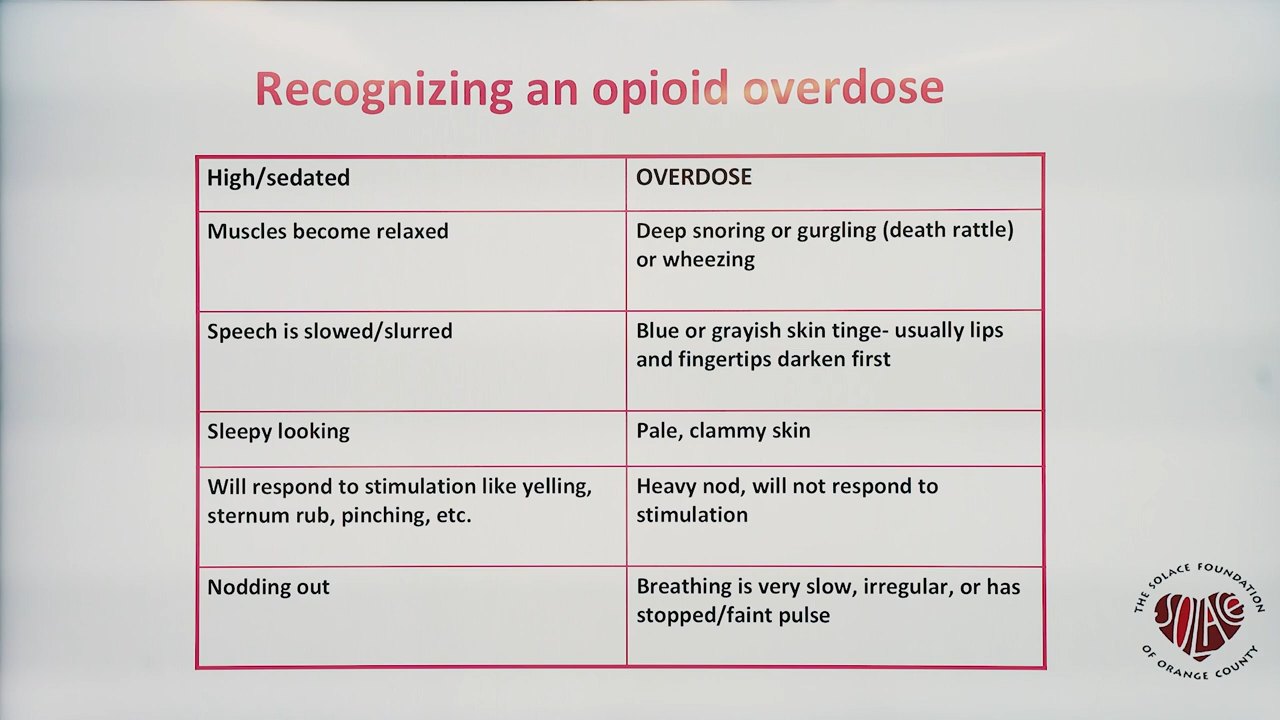 Recognizing an opioid overdose
High/sedated
OVERDOSE
Muscles become relaxed
Deep snoring or gurgling (death rattle)
or wheezing
Speech is slowed/slurred
Blue or grayish skin tinge- usually lips
and fingertips darken first
Sleepy looking
Pale, clammy skin
Will respond to stimulation like yelling,
sternum rub, pinching, etc.
Heavy nod, will not respond to
stimulation
Nodding out
Breathing is very slow, irregular, or has
stopped/faint pulse
THE SOLACE FOUNDATION
SOLACE
OF ORANGE COUNTY